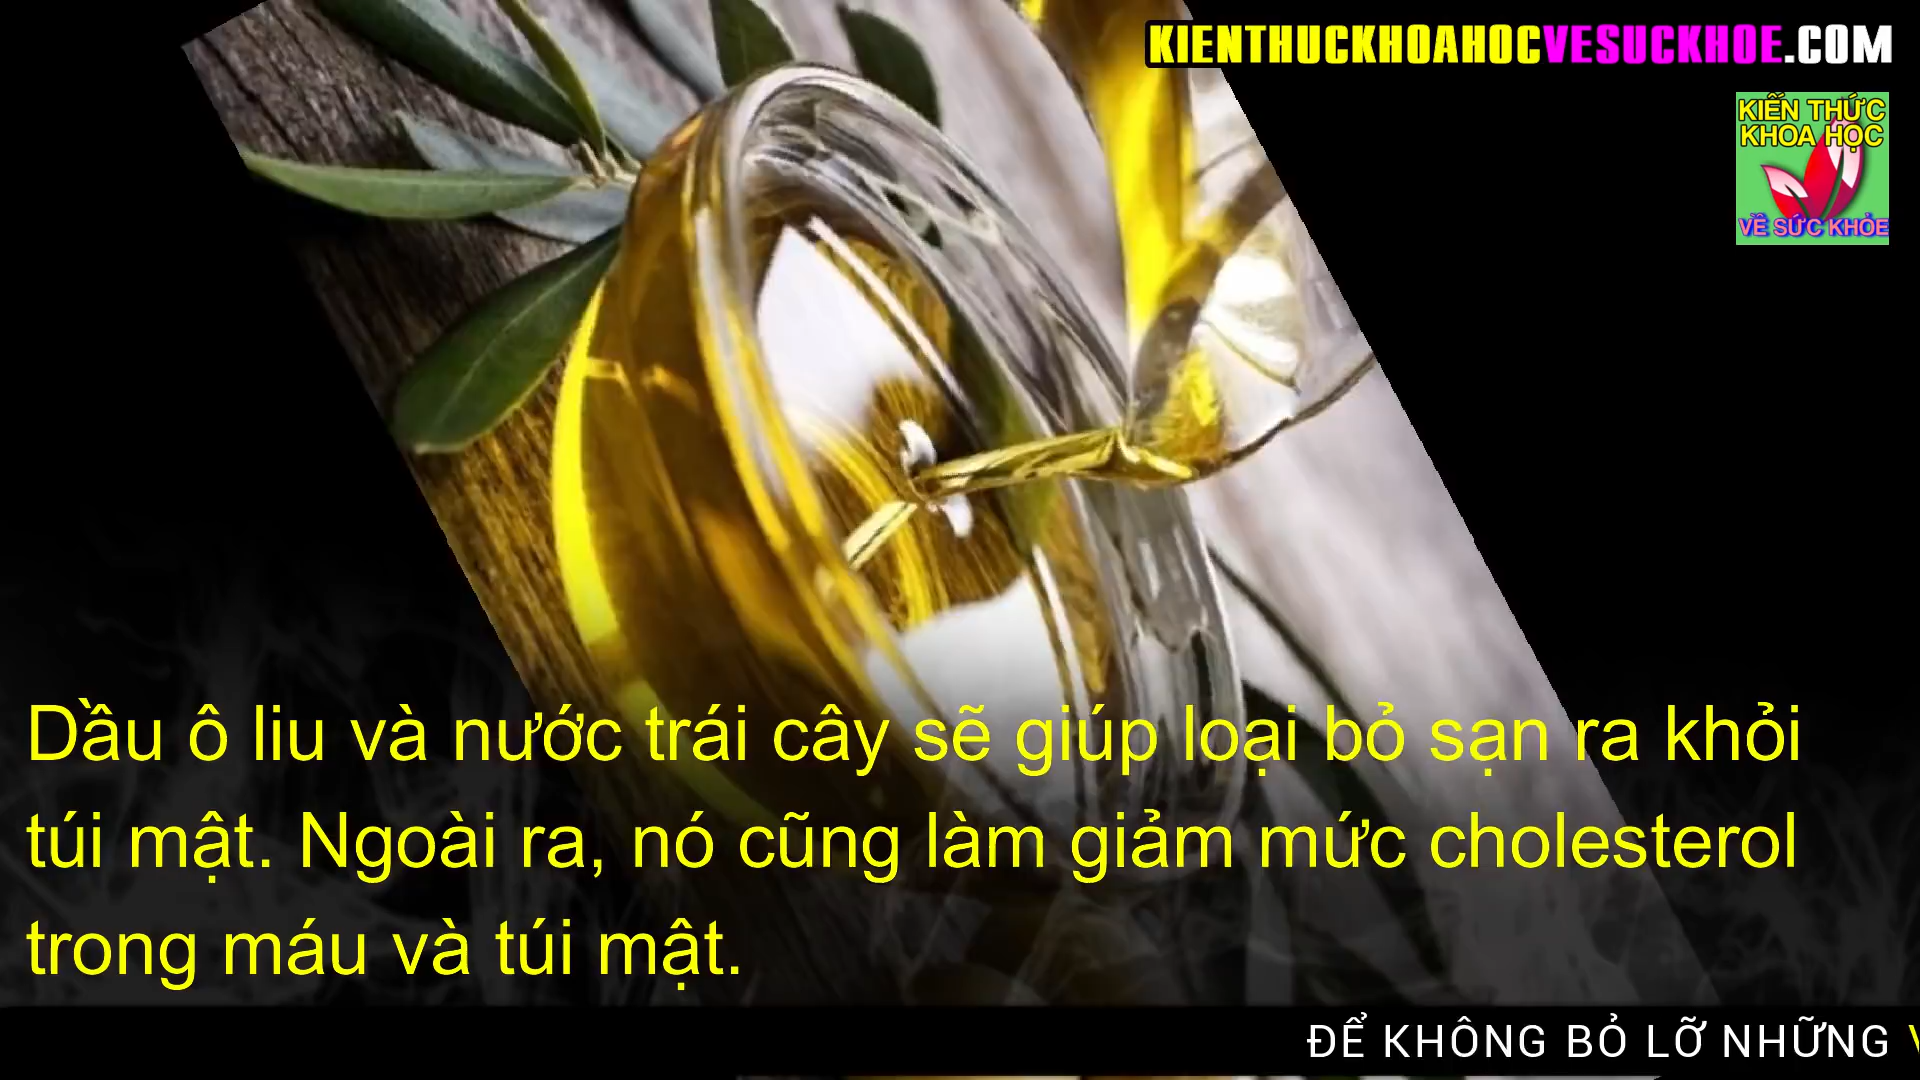 KIENTHUCKHOAHOCVESUCKHOE.COM
KIẾN THỨC
KHOA HỌC
VỀ SỨC KHỎE
Dầu ô liu và nước trái cây sẽ giúp loại bỏ sạn ra khỏi
túi mật. Ngoài ra, nó cũng làm giảm mức cholesterol
trong máu và túi mật.
ĐỂ KHÔNG BỎ LỠ NHỮNG